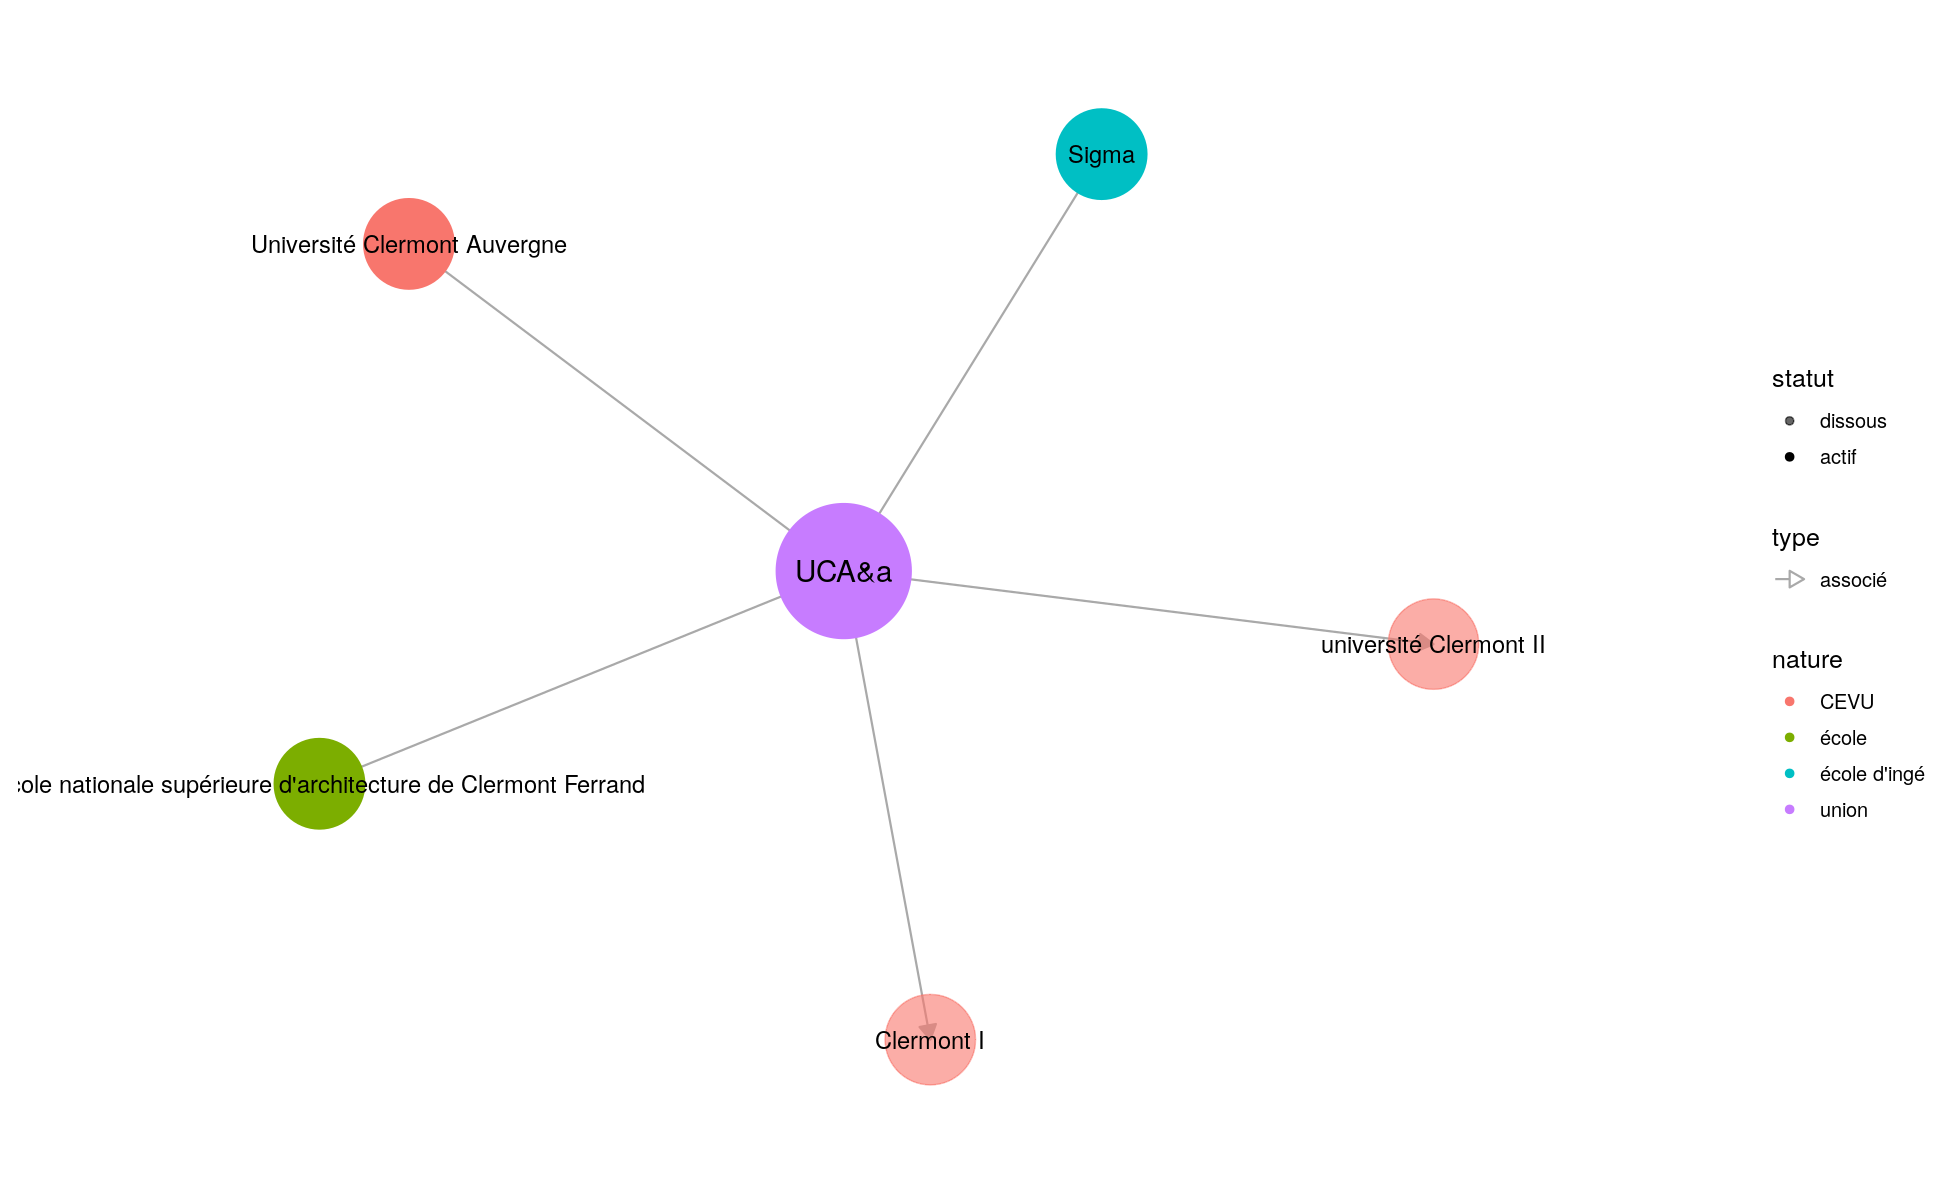 Sigma
Université Clermont Auvergne
UCA&a
université Clermont II
cole nationale supérieure d'architecture de Clermont Ferrand
Clermont I
statut
dissous
actif
type
associé
nature
CEVU
école
école d'ingé
union